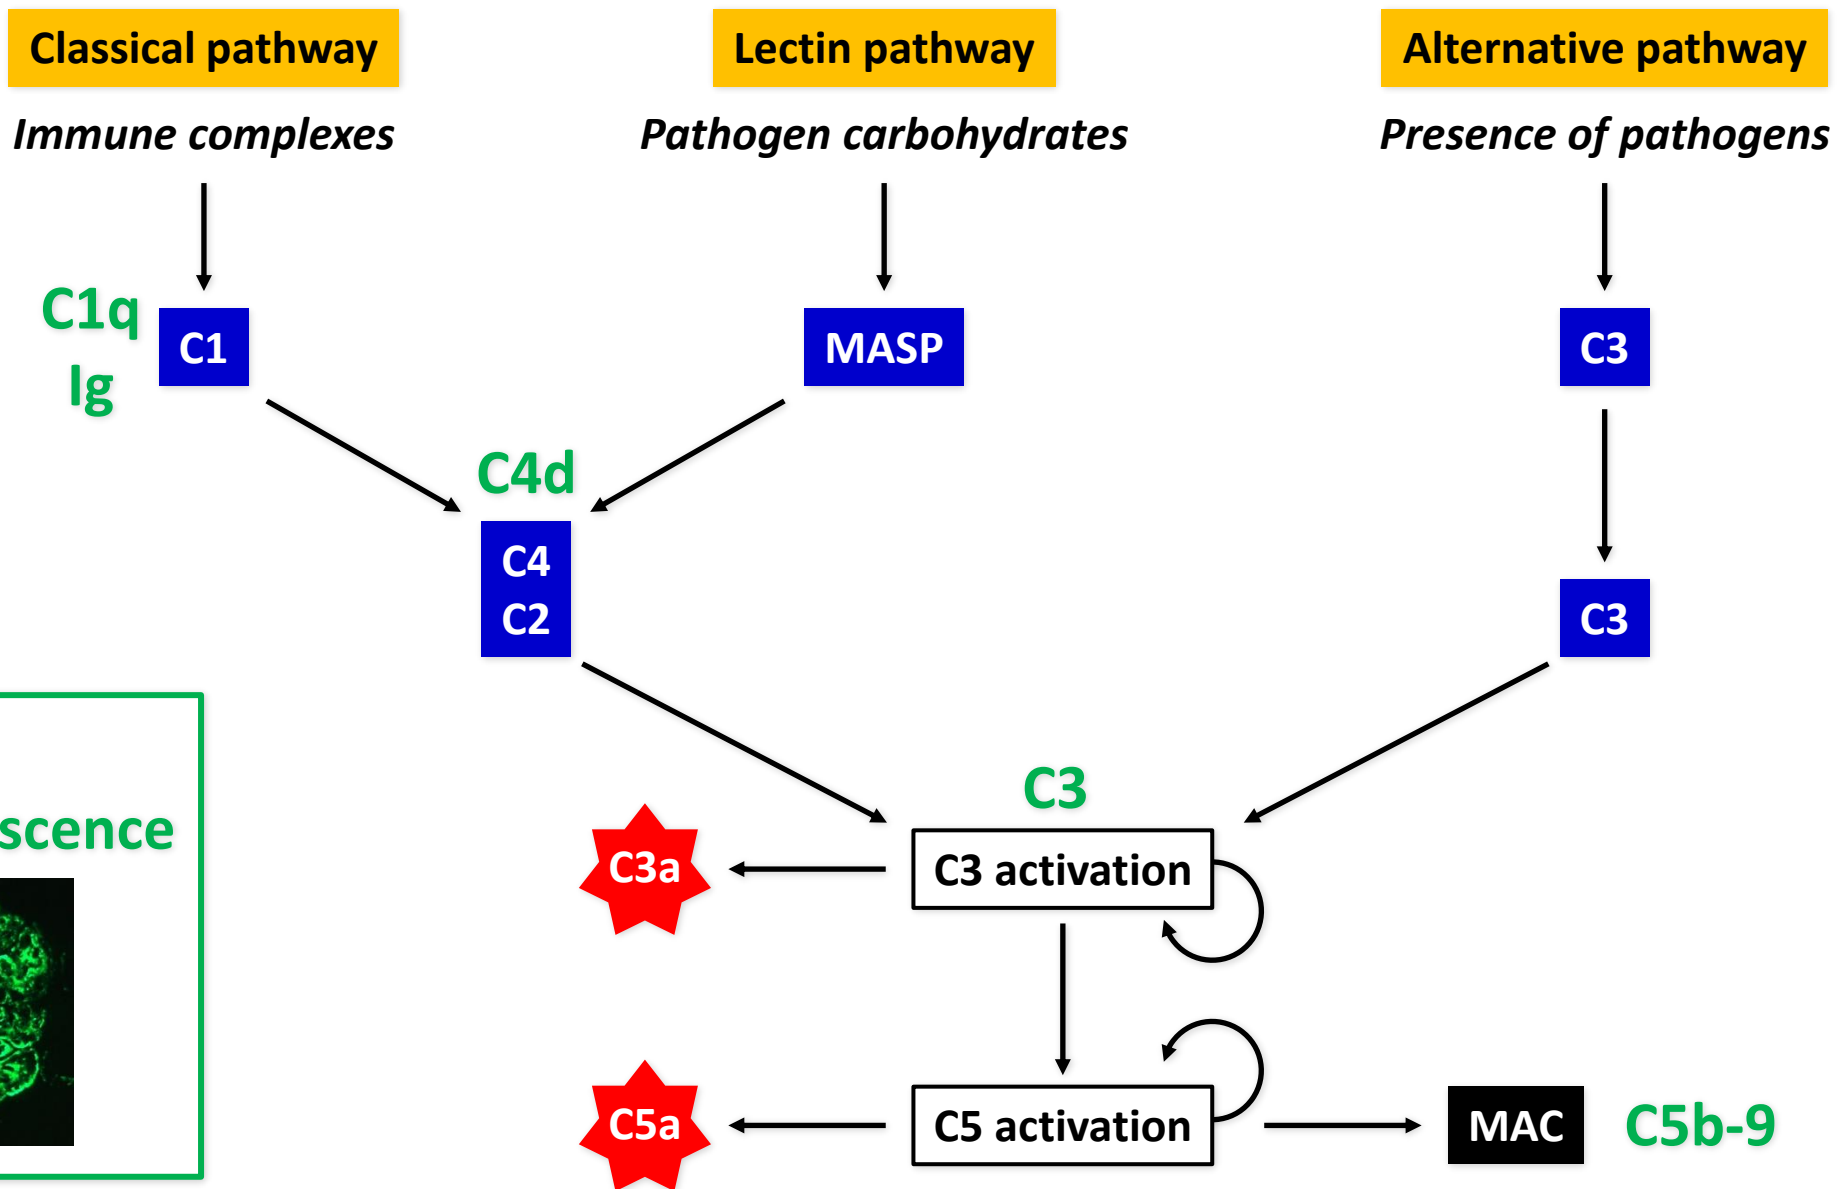 Classical pathway
Lectin pathway
Alternative pathway
Immune complexes
Pathogen carbohydrates
Presence of pathogens
C1q
Ig
C1
MASP
C3
C4d
C4
C2
C3
scence
C3
C3a
C3 activation
C5a
C5 activation
MAC
C5b-9